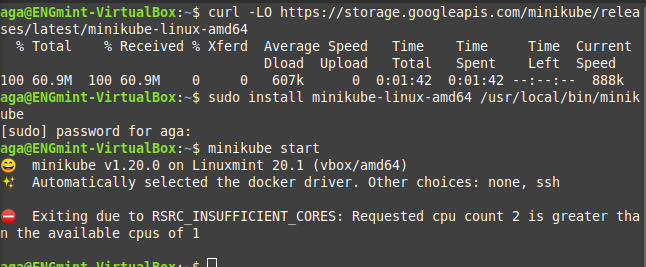 aga@ENGmint-VirtualBox:~$ curl -LO https://storage.googleapis.com/minikube/relea
ses/latest/minikube-linux-amd64
  % Total    % Received % Xferd  Average Speed   Time    Time     Time  Current
                                 Dload  Upload   Total   Spent    Left  Speed
100 60.9M  100 60.9M    0     0   607k      0  0:01:42  0:01:42 --:--:--  888k
aga@ENGmint-VirtualBox:~$ sudo install minikube-linux-amd64 /usr/local/bin/minik
ube
[sudo] password for aga:
aga@ENGmint-VirtualBox:~$ minikube start
😄  minikube v1.20.0 on Linuxmint 20.1 (vbox/amd64)
✨  Automatically selected the docker driver. Other choices: none, ssh

⛔  Exiting due to RSRC_INSUFFICIENT_CORES: Requested cpu count 2 is greater tha
n the available cpus of 1

aga@ENGmint-VirtualBox:~$